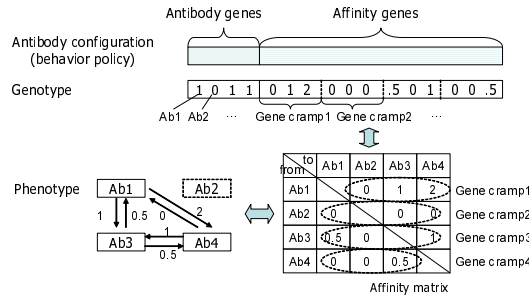 Antibody genes Affinity genes
Antibody configuration
(behavior policy)
Genotype 1 0 1 1 0 1 2 0 0 0 .5 0 1 0 0 .5
Ab1 Ab2 ... Gene cramp1 Gene cramp2 ...
Phenotype
Ab1 Ab2
1 0.5 0 2
Ab3 1 Ab4
0.5
to
from Ab1 Ab2 Ab3 Ab4
Ab1 0 1 2 Gene cramp1
Ab2 0 0 0 Gene cramp2
Ab3 0.5 0 1 Gene cramp3
Ab4 0 0 0.5 Gene cramp4
Affinity matrix